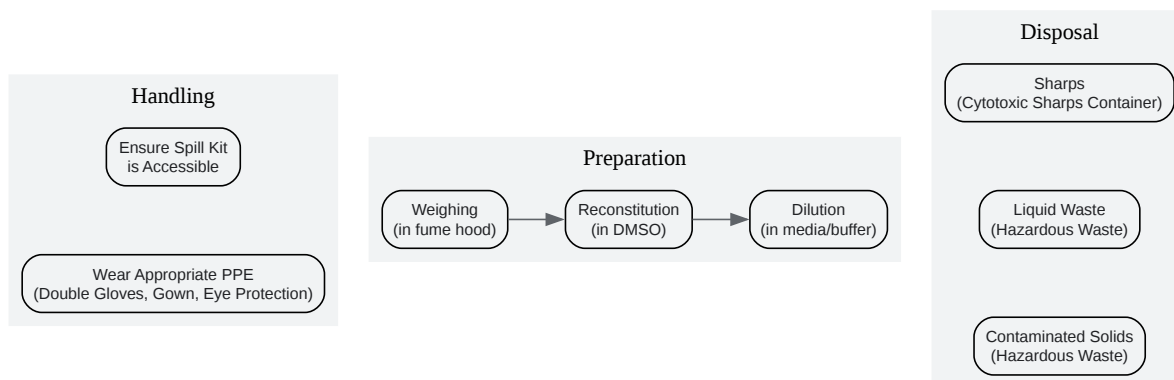 Handling
Ensure Spill Kit
is Accessible
Wear Appropriate PPE
(Double Gloves, Gown, Eye Protection)
Preparation
Weighing
(in fume hood)
Reconstitution
(in DMSO)
Dilution
(in media/buffer)
Disposal
Sharps
(Cytotoxic Sharps Container)
Liquid Waste
(Hazardous Waste)
Contaminated Solids
(Hazardous Waste)